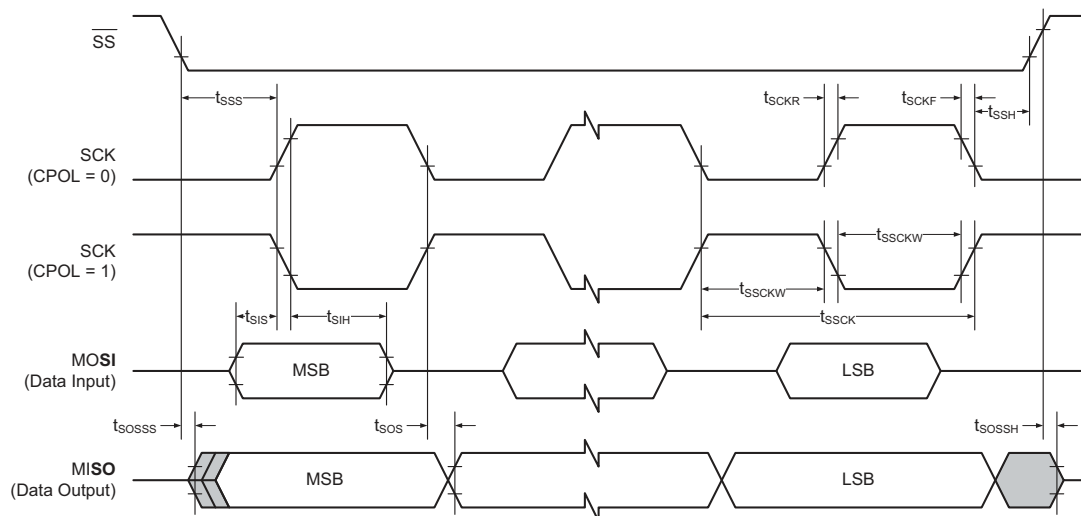 SS
tSSS
tSCKR
tSCKF
tSSH
SCK
(CPOL = 0)
SCK
(CPOL = 1)
tSSCKW
tSSCKW
tSSCK
tSIS
tSIH
MOSI
(Data Input)
MSB
LSB
tSOSSS
tSOS
tSOSSH
MISO
(Data Output)
MSB
LSB